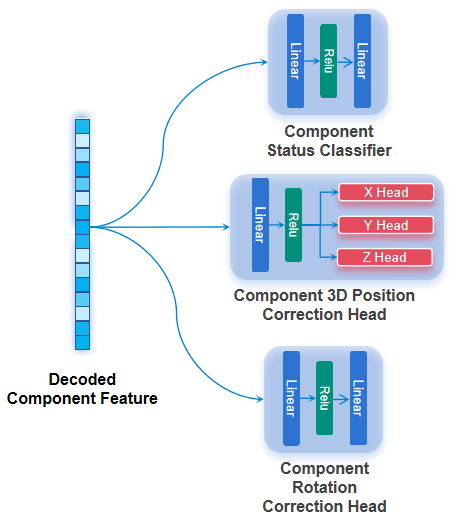 Linear
Relu
Linear
Component
Status Classifier
Linear
Relu
X Head
Y Head
Z Head
Component 3D Position
Correction Head
Decoded
Component Feature
Linear
Relu
Linear
Component
Rotation
Correction Head